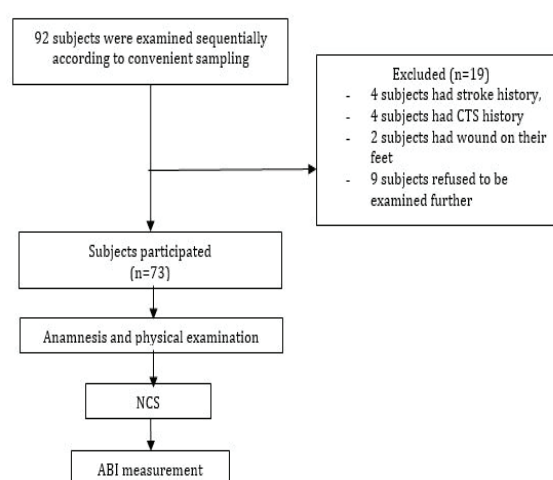 92 subjects were examined sequentially
according to convenient sampling
Excluded (n=19)
- 4 subjects had stroke history,
- 4 subjects had CTS history
- 2 subjects had wound on their
feet
- 9 subjects refused to be
examined further
Subjects participated
(n=73)
Anamnesis and physical examination
NCS
ABI measurement